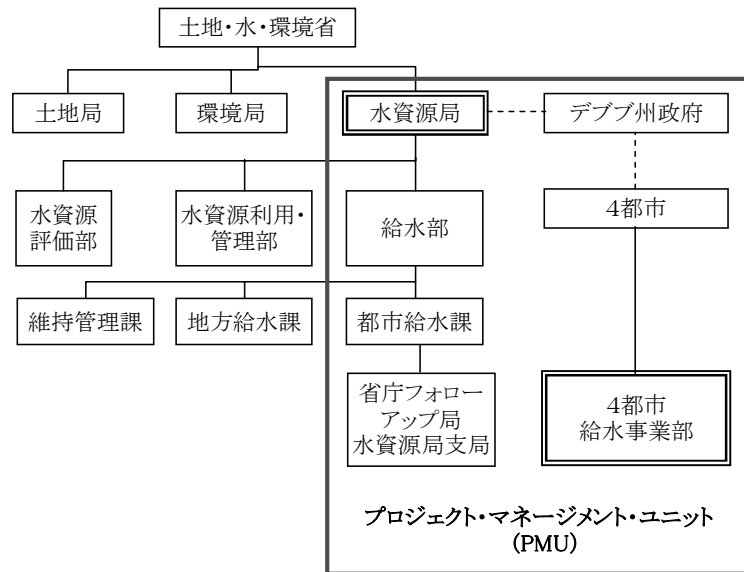 土地・水・環境省
土地局
環境局
水資源局
デブブ州政府
水資源
評価部
水資源利用・
管理部
給水部
4都市
維持管理課
地方給水課
都市給水課
省庁フォロー
アップ局
水資源局支局
4都市
給水事業部
プロジェクト・マネージメント・ユニット
(PMU)